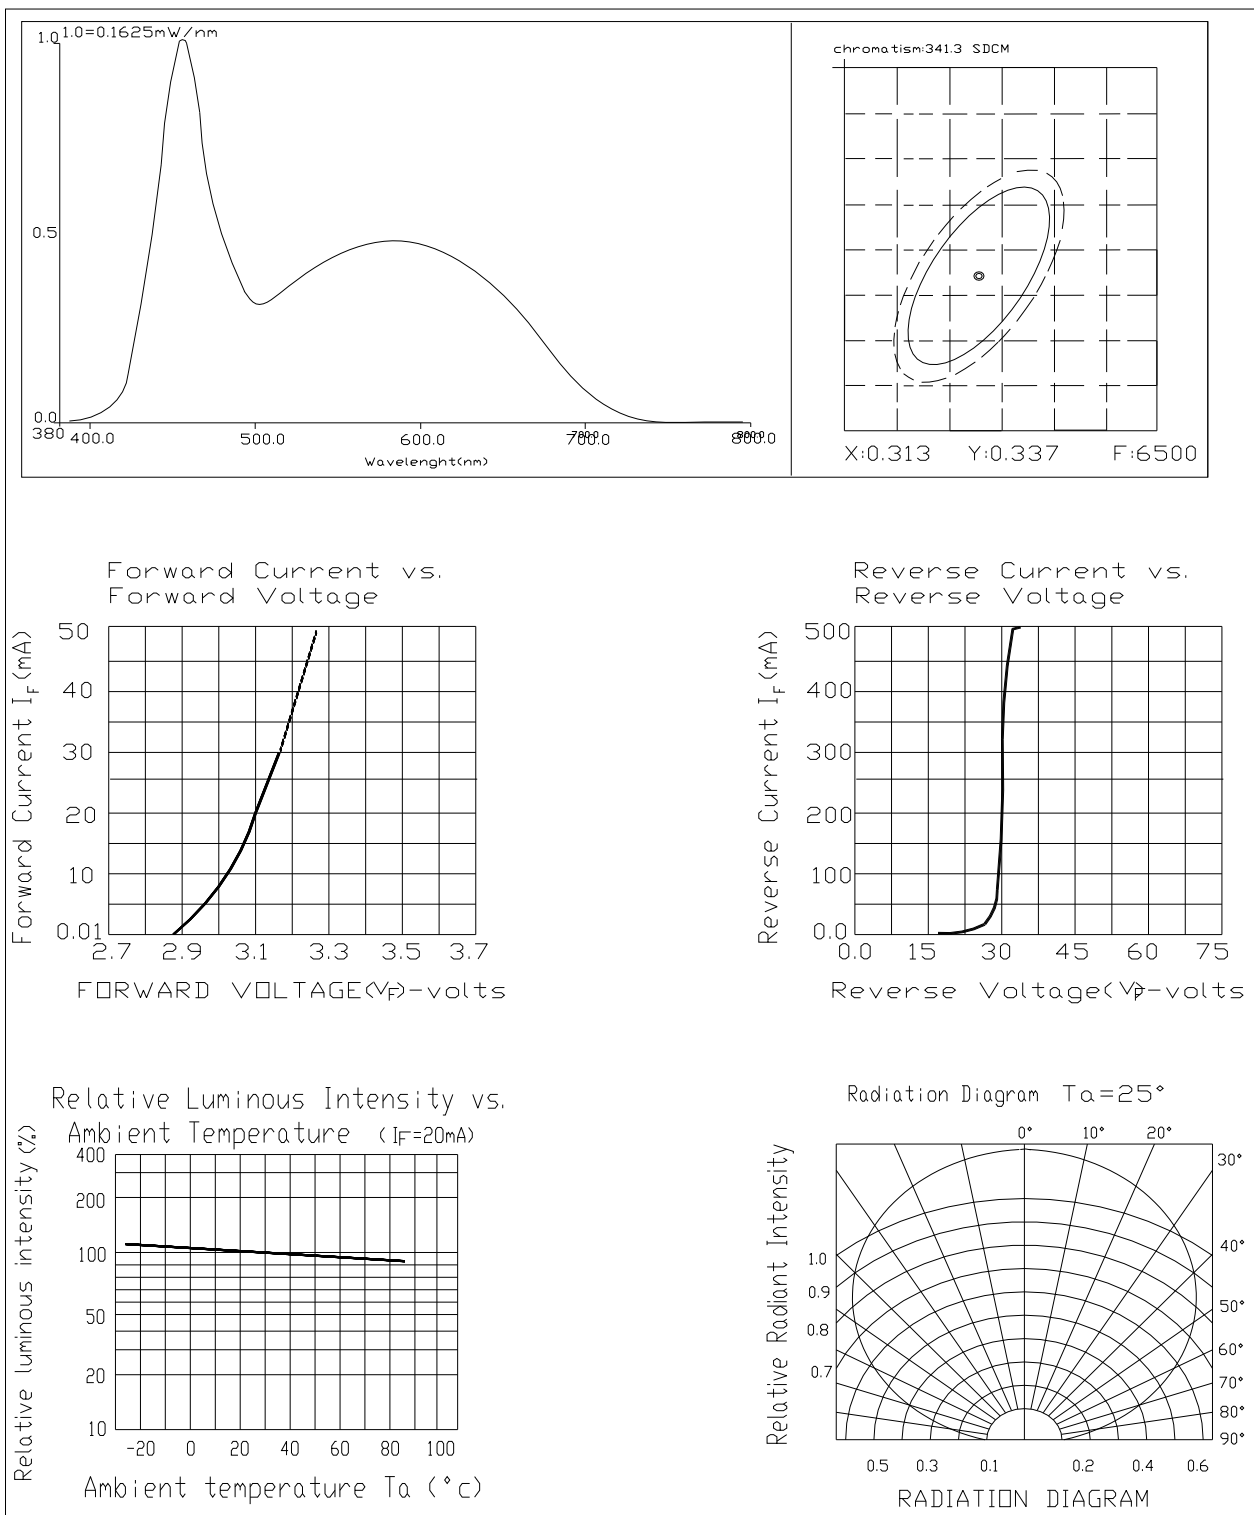 1.0=0.1625mW/nm
1.0
0.5
0.0
380 400.0 500.0 600.0 700.0 800.0
Wavelenght(nm)
chromatism:341.3 SDCM
X:0.313 Y:0.337 F:6500
Forward Current vs.
Forward Voltage
Forward Current IF(mA)
50
40
30
20
10
0.01
2.7 2.9 3.1 3.3 3.5 3.7
FORWARD VOLTAGE(VF)-volts
Reverse Current vs.
Reverse Voltage
Reverse Current IF(mA)
500
400
300
200
100
0.0
0.0 15 30 45 60 75
Reverse Voltage(V)-volts
Relative Luminous Intensity vs.
Ambient Temperature (IF=20mA)
Relative luminous intensity(%)
400
200
100
50
20
10
-20 0 20 40 60 80 100
Ambient temperature Ta (°c)
Radiation Diagram Ta=25°
Relative Radiant Intensity
0° 10° 20°
30°
40°
50°
60°
70°
80°
90°
1.0
0.9
0.8
0.7
0.5 0.3 0.1 0.2 0.4 0.6
RADIATION DIAGRAM